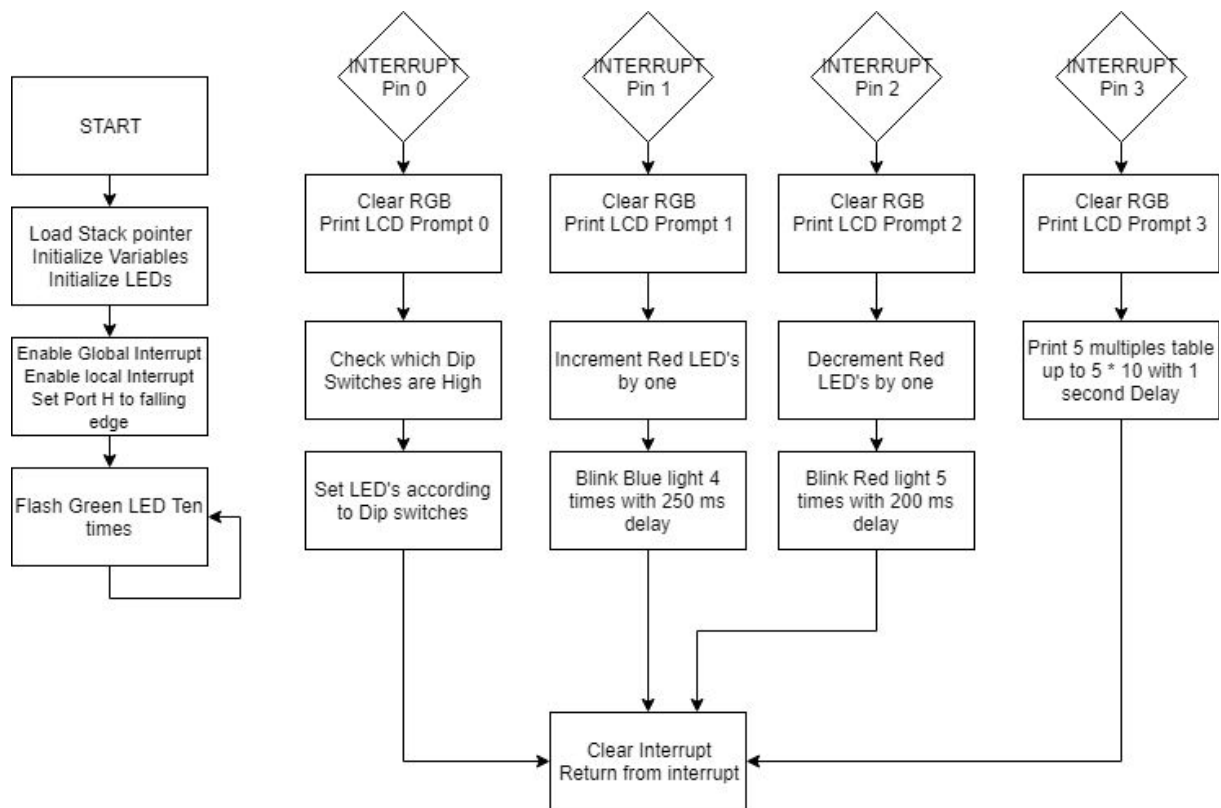 START
Load Stack pointer
Initialize Variables
Initialize LEDs
Enable Global Interrupt
Enable local Interrupt
Set Port H to falling
edge
Flash Green LED Ten
times
INTERRUPT
Pin 0
Clear RGB
Print LCD Prompt 0
Check which Dip
Switches are High
Set LED's according
to Dip switches
INTERRUPT
Pin 1
Clear RGB
Print LCD Prompt 1
Increment Red LED's
by one
Blink Blue light 4
times with 250 ms
delay
INTERRUPT
Pin 2
Clear RGB
Print LCD Prompt 2
Decrement Red
LED's by one
Blink Red light 5
times with 200 ms
delay
INTERRUPT
Pin 3
Clear RGB
Print LCD Prompt 3
Print 5 multiples table
up to 5 * 10 with 1
second Delay
Clear Interrupt
Return from interrupt